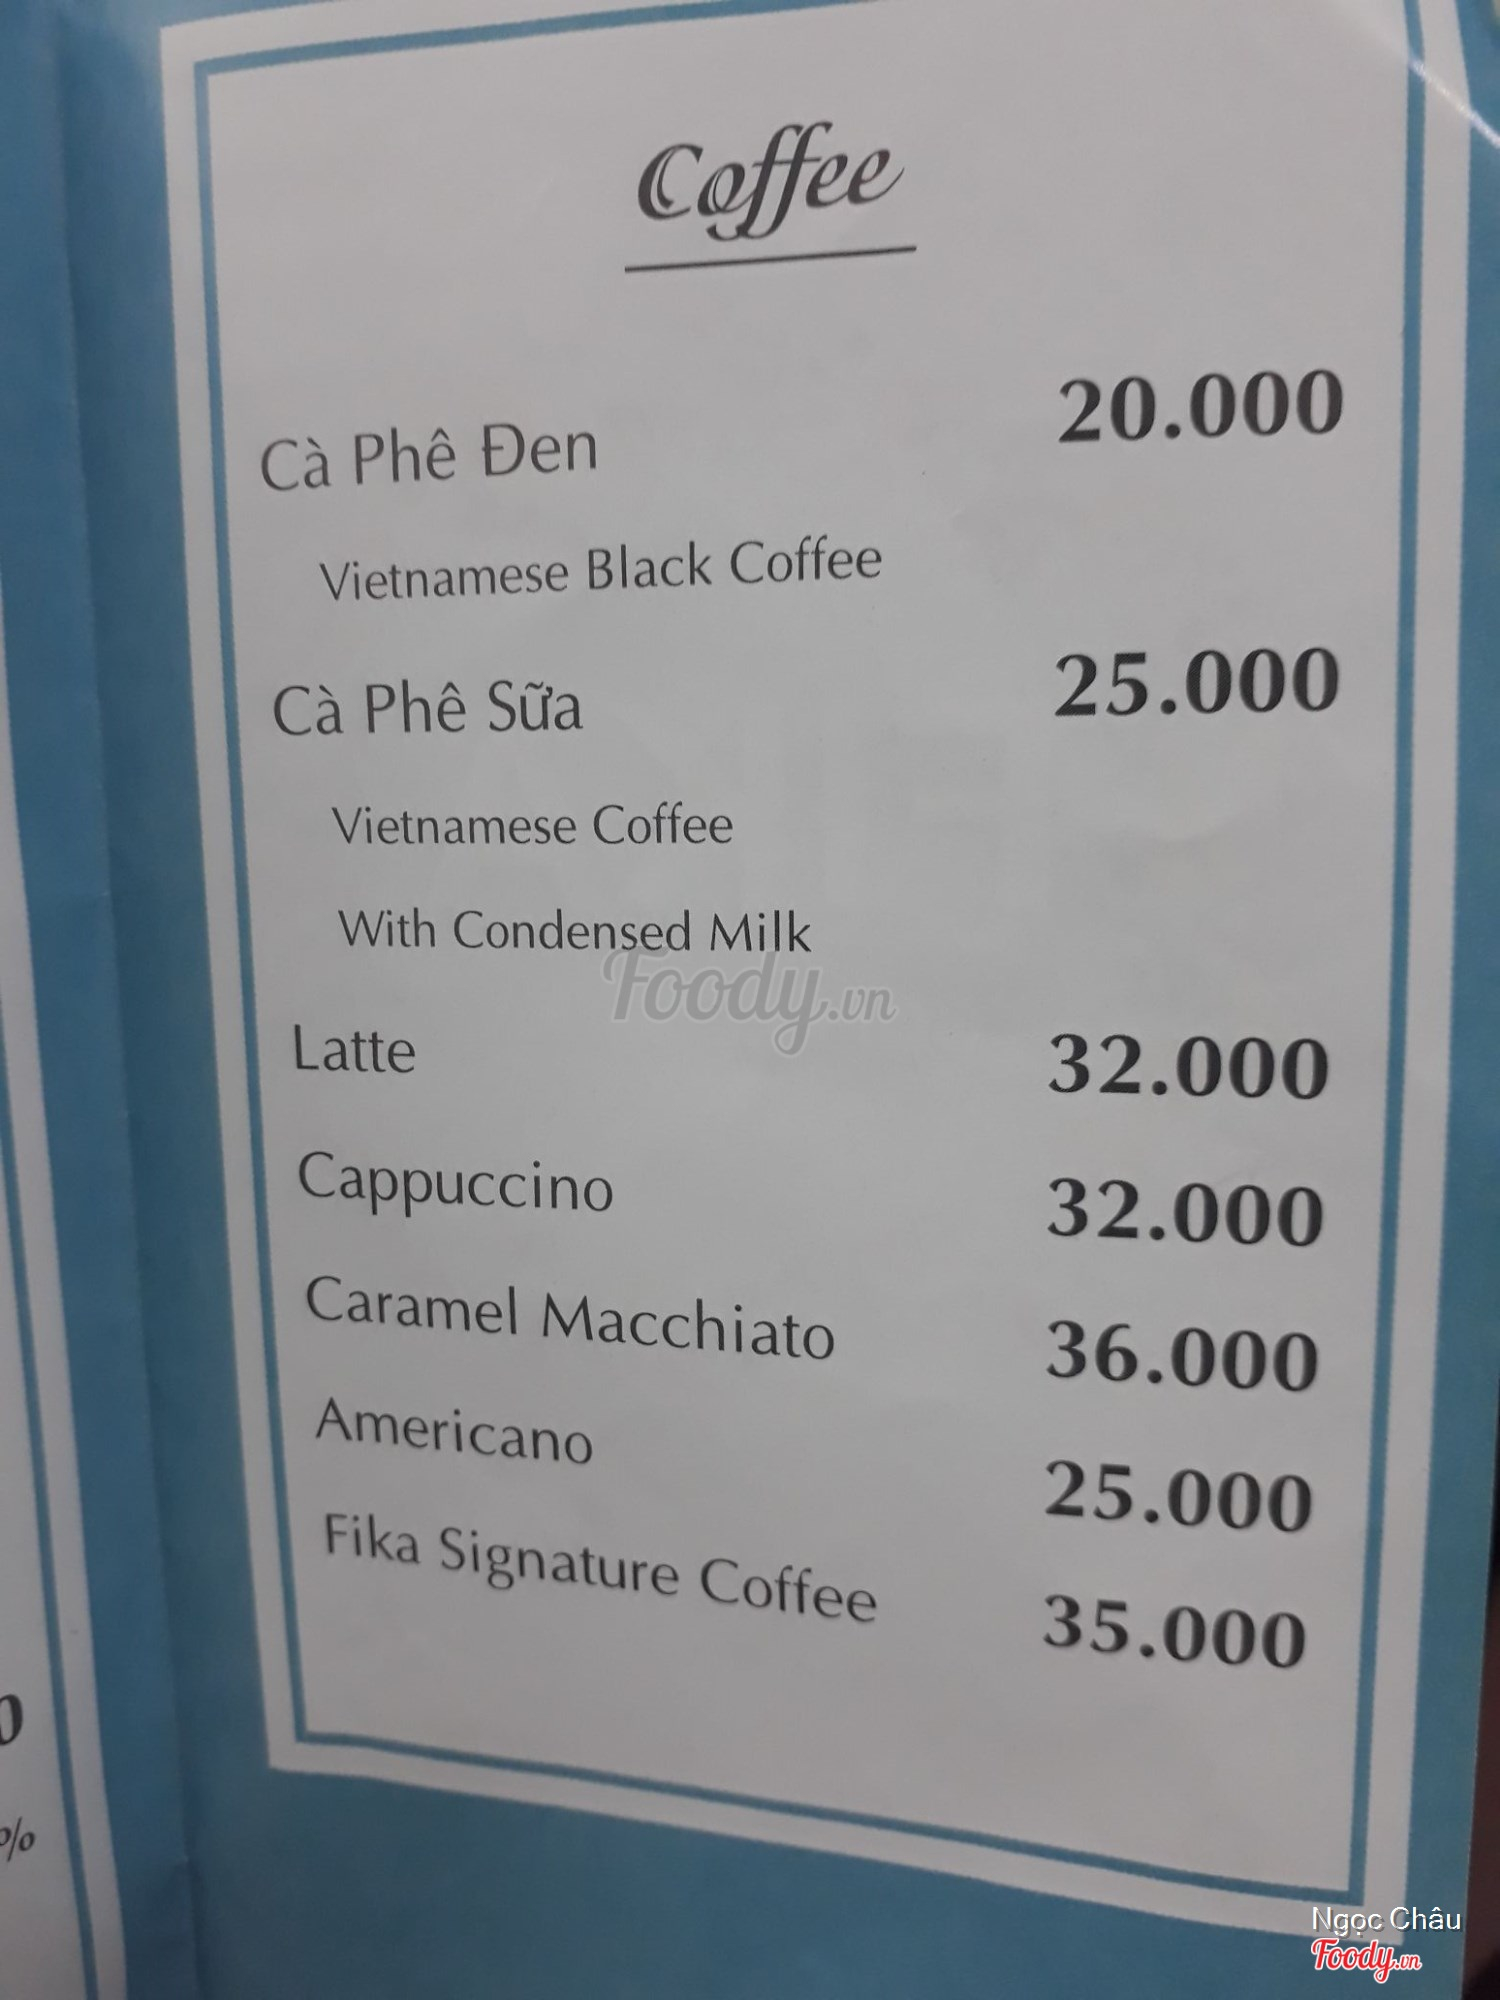 Coffee
Cà Phê Đen 20.000
Vietnamese Black Coffee
Cà Phê Sữa 25.000
Vietnamese Coffee
With Condensed Milk
Foody.vn
Latte 32.000
Cappuccino 32.000
Caramel Macchiato 36.000
Americano 25.000
Fika Signature Coffee 35.000
0
%
Ngọc Châu
Foody.vn